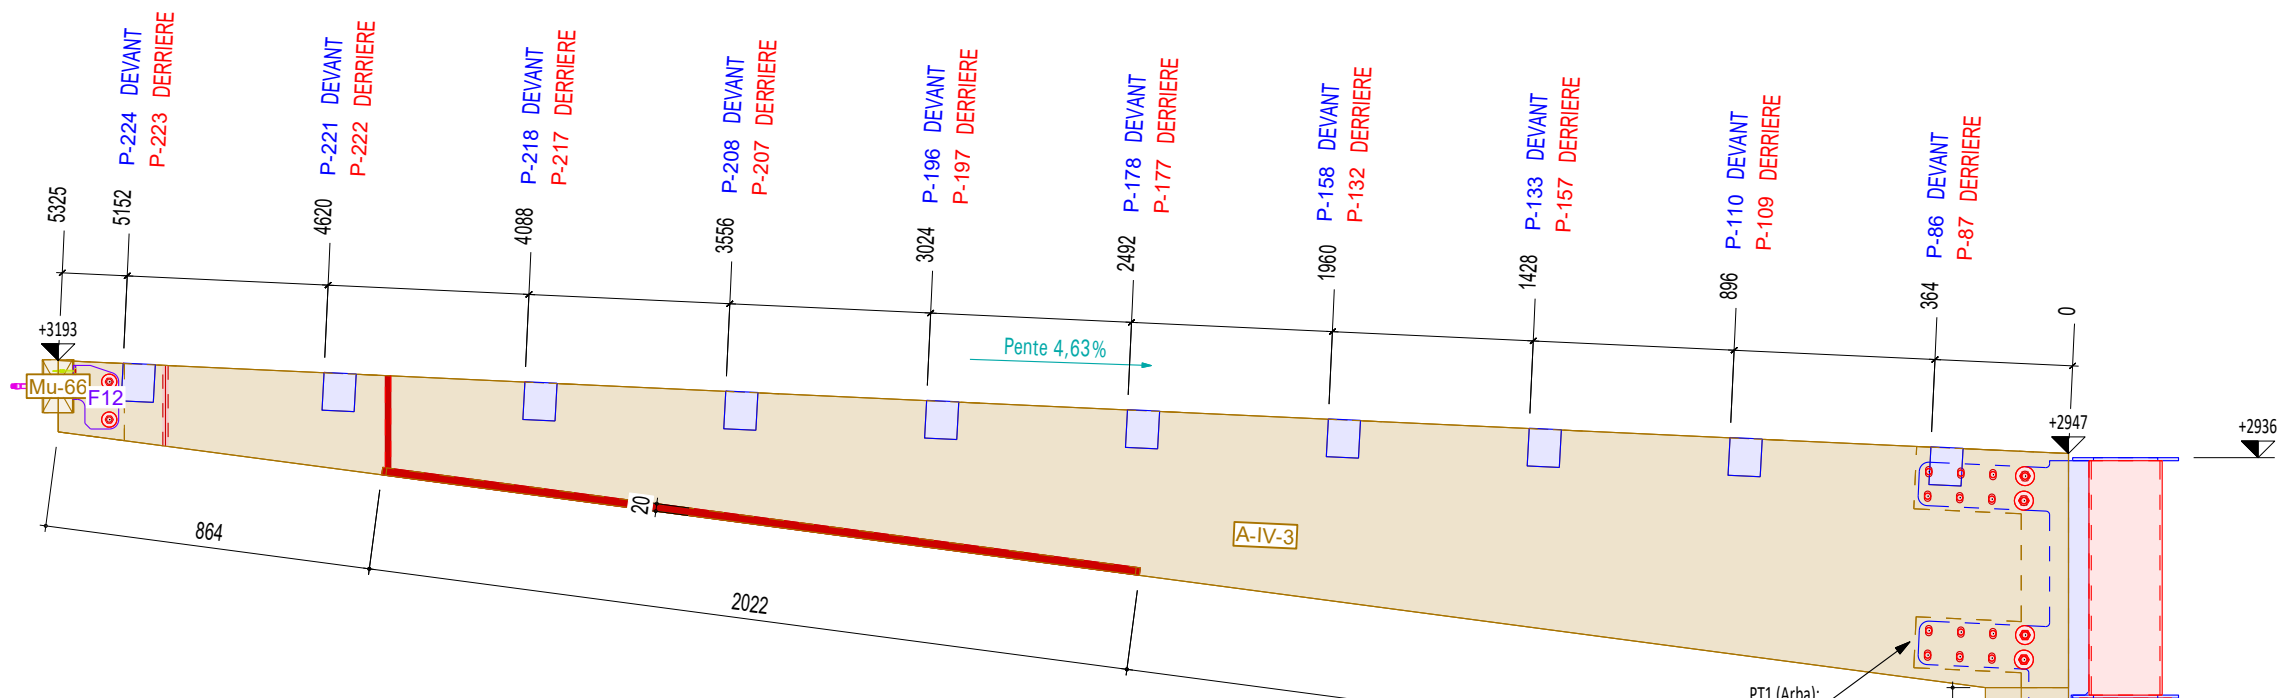 P-224 DEVANT
P-223 DERRIERE
P-221 DEVANT
P-222 DERRIERE
P-218 DEVANT
P-217 DERRIERE
P-208 DEVANT
P-207 DERRIERE
P-196 DEVANT
P-197 DERRIERE
P-178 DEVANT
P-177 DERRIERE
P-158 DEVANT
P-132 DERRIERE
P-133 DEVANT
P-157 DERRIERE
P-110 DEVANT
P-109 DERRIERE
P-86 DEVANT
P-87 DERRIERE
5325
5152
4620
4088
3556
3024
2492
1960
1428
896
364
0
+3193
Pente 4,63%
+2947
+2936
Mu-66
F12
20
A-IV-3
864
2022
PT1 (Arba):